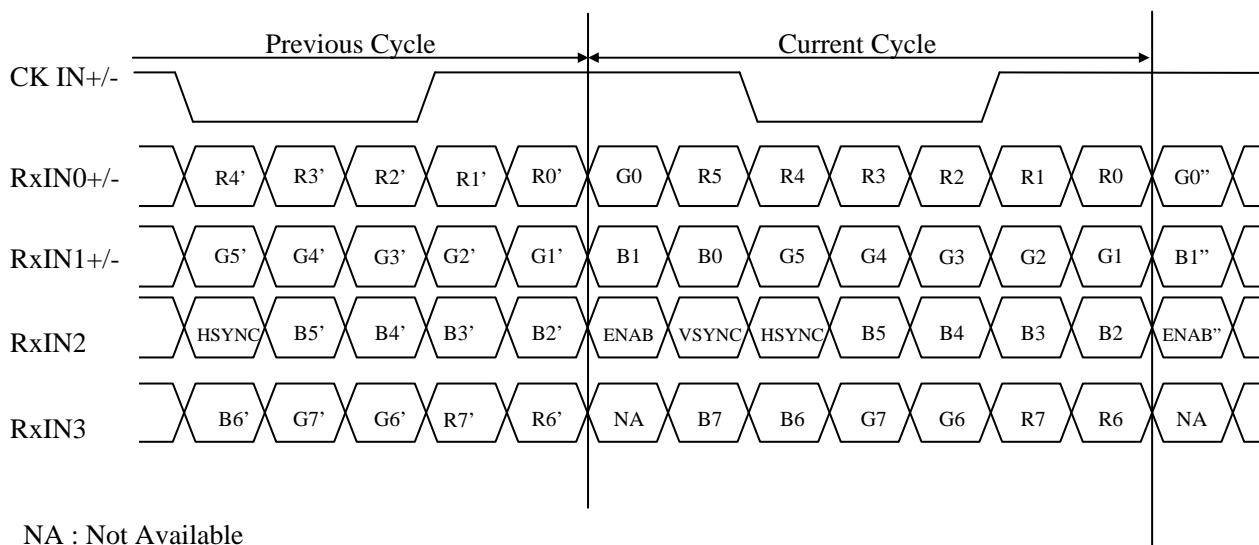 Previous Cycle Current Cycle
CK IN+/-
RxIN0+/- R4’ R3’ R2’ R1’ R0’ G0 R5 R4 R3 R2 R1 R0 G0”
RxIN1+/- G5’ G4’ G3’ G2’ G1’ B1 B0 G5 G4 G3 G2 G1 B1”
RxIN2 HSYNC B5’ B4’ B3’ B2’ ENAB VSYNC HSYNC B5 B4 B3 B2 ENAB”
RxIN3 B6’ G7’ G6’ R7’ R6’ NA B7 B6 G7 G6 R7 R6 NA
NA : Not Available